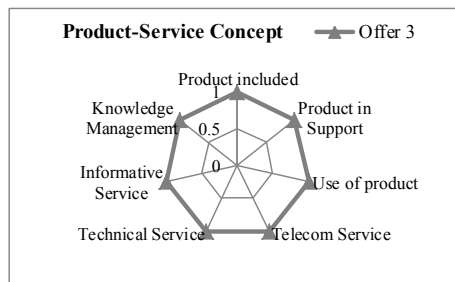 Product-Service Concept
Offer 3
Product included
1
Knowledge
Management
Product in
Support
0.5
0
Informative
Service
Use of product
Technical Service
Telecom Service